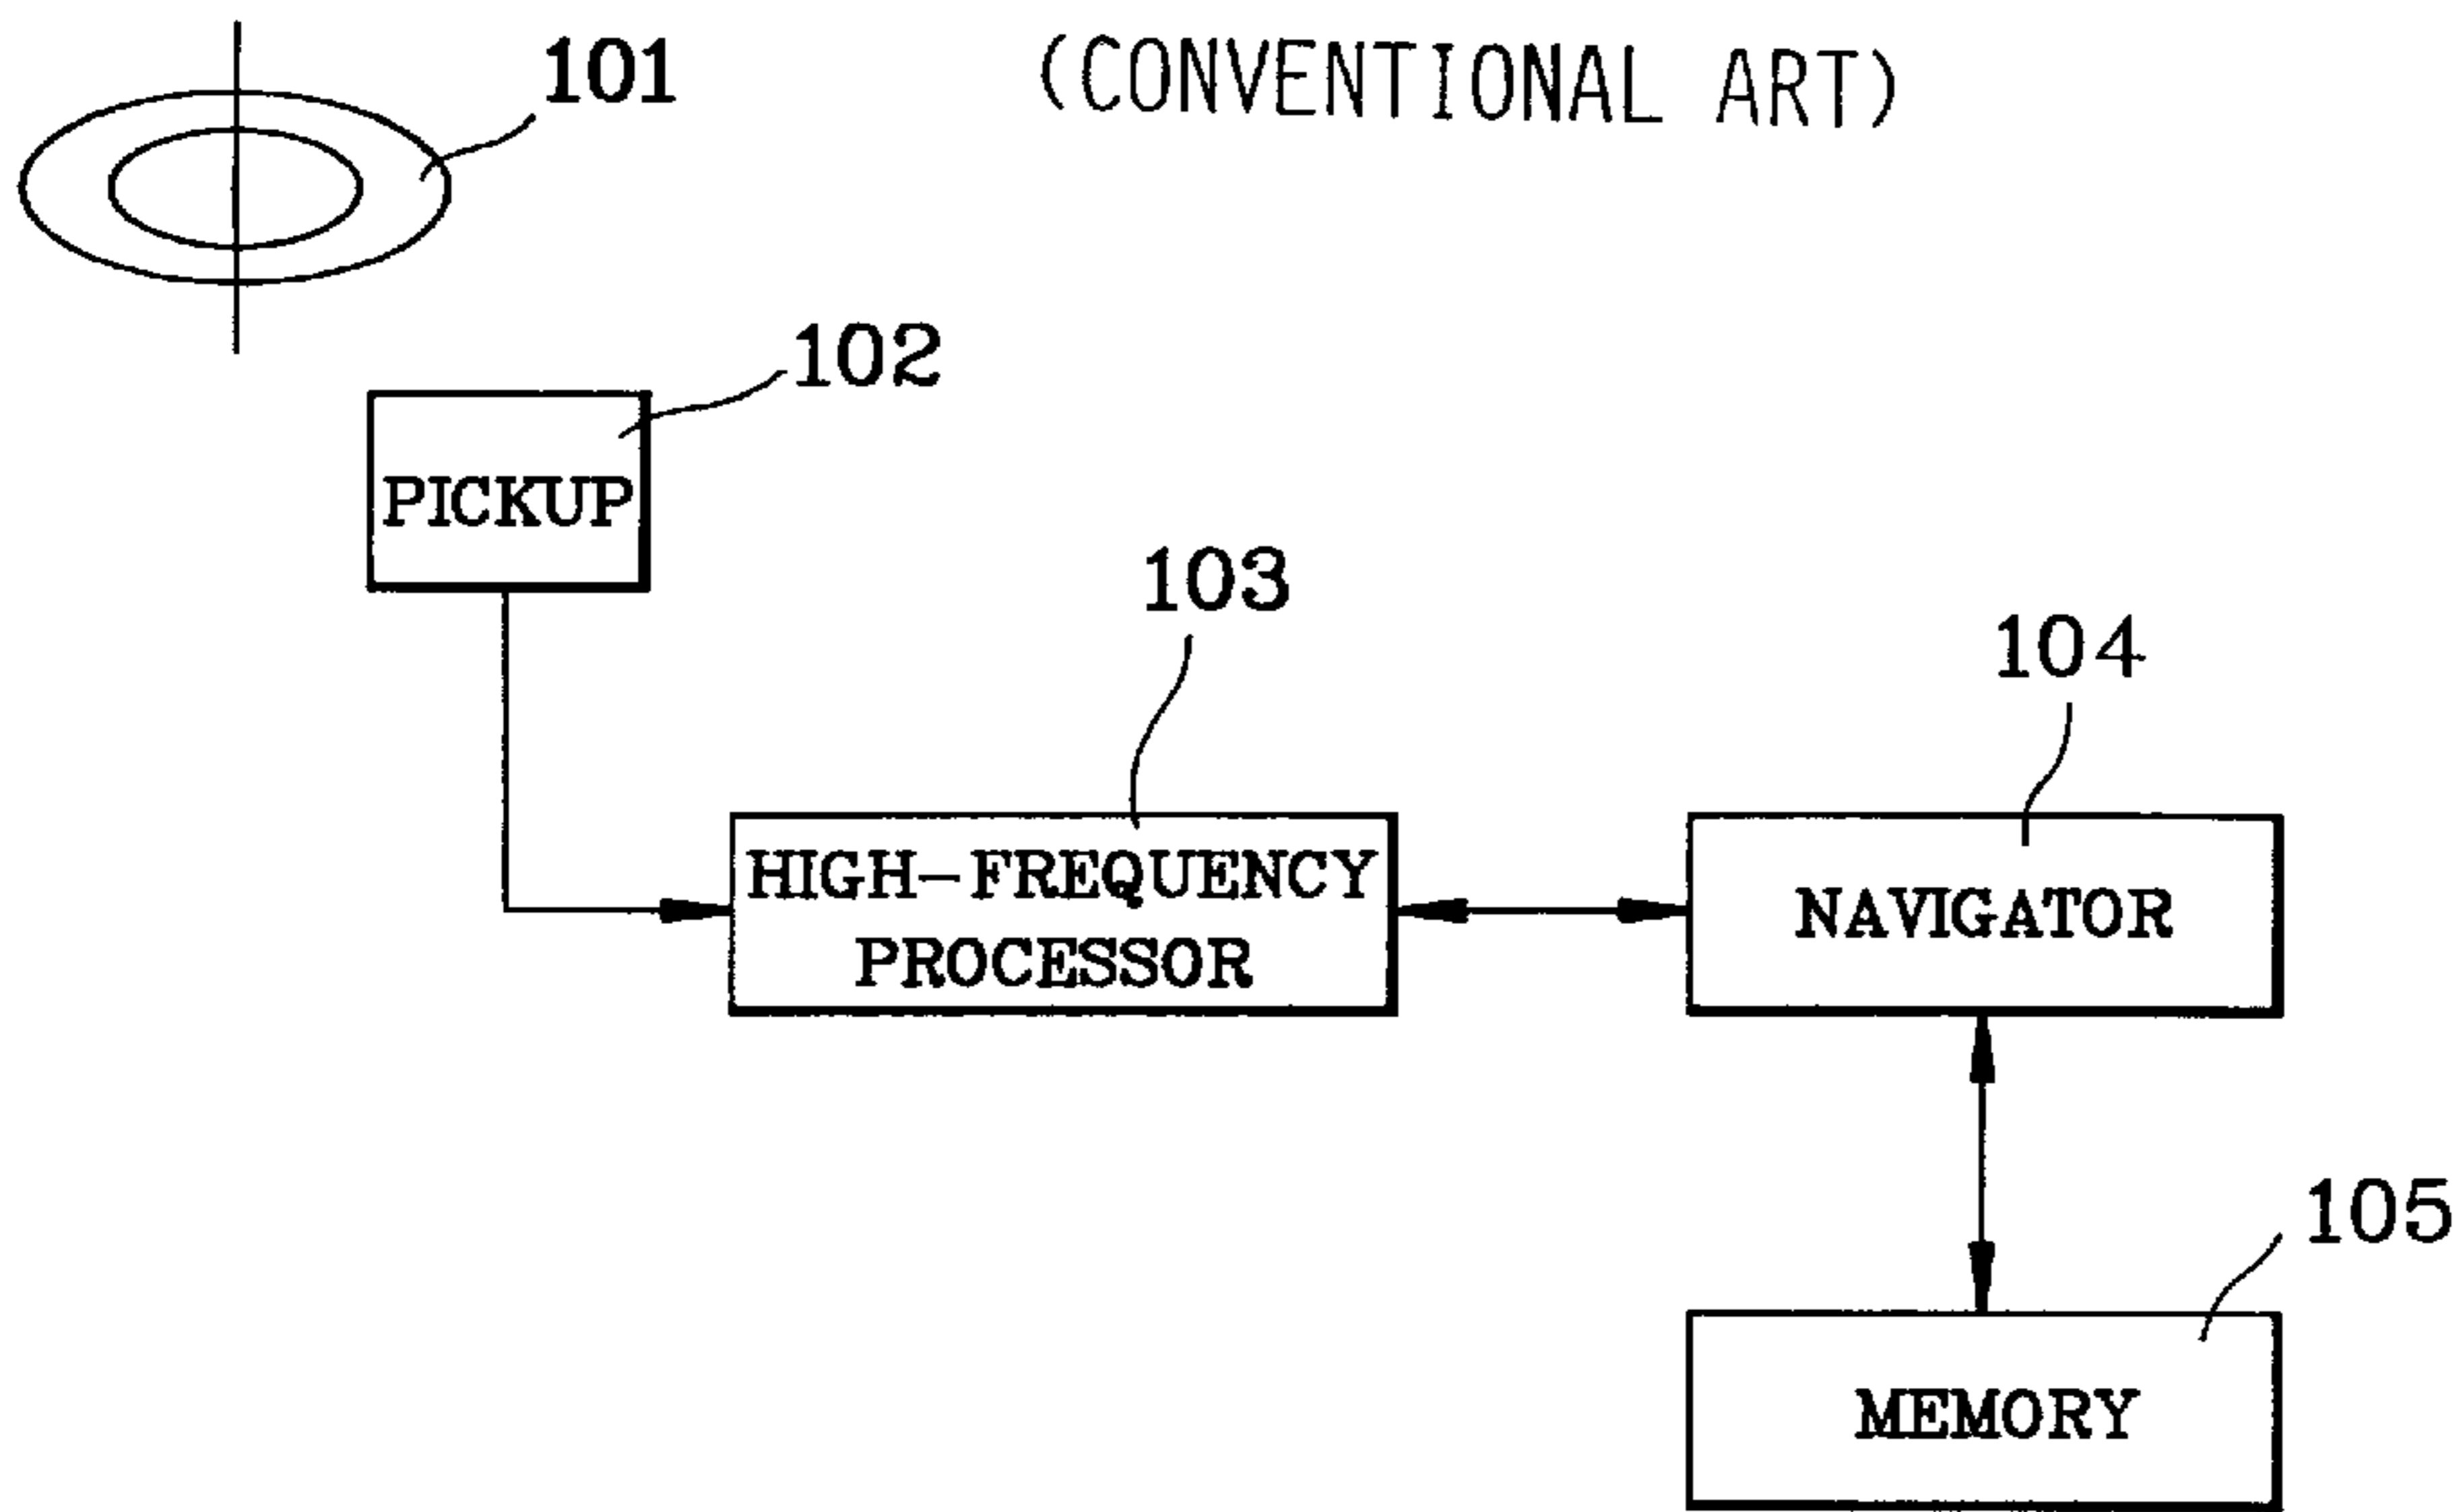 101
(CONVENTIONAL ART)
102
PICKUP
103
104
HIGH-FREQUENCY
PROCESSOR
NAVIGATOR
105
MEMORY